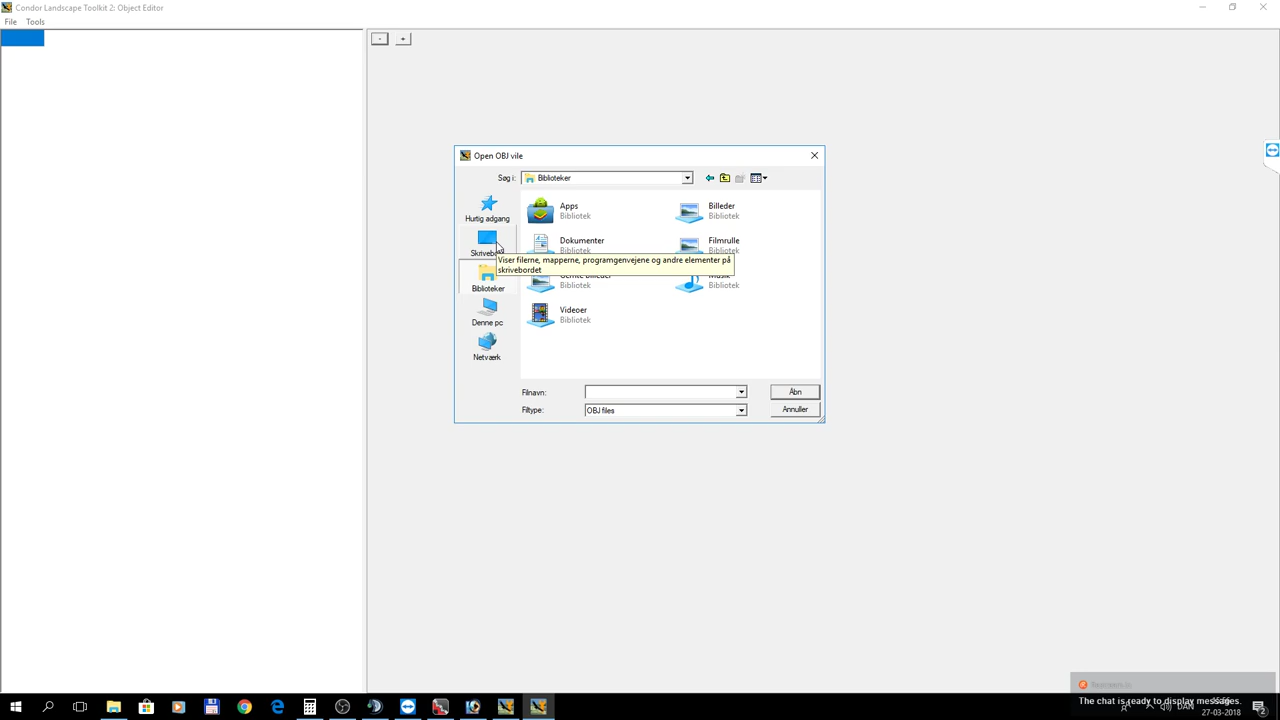 Condor Landscape Toolkit 2: Object Editor
File Tools
- +
Open OBJ vile
Søg i: Biblioteker
Hurtig adgang
Skrivebord
Biblioteker
Denne pc
Netværk
Apps
Bibliotek
Billeder
Bibliotek
Dokumenter
Bibliotek
Filmrulle
Bibliotek
Viser filerne, mapperne, programgenvejene og andre elementer på
skrivebordet
Bibliotek
Bibliotek
Videoer
Bibliotek
Filnavn:
Åbn
Filtype: OBJ files
Annuller
The chat is ready to display messages.
27-03-2018